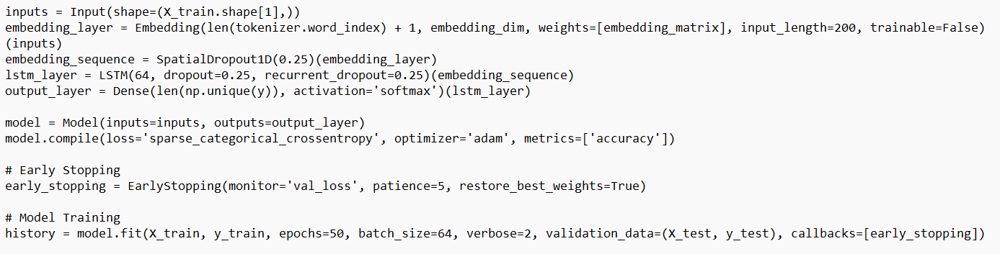 inputs = Input(shape=(X_train.shape[1],))
embedding_layer = Embedding(len(tokenizer.word_index) + 1, embedding_dim, weights=[embedding_matrix], input_length=200, trainable=False)
(inputs)
embedding_sequence = SpatialDropout1D(0.25)(embedding_layer)
lstm_layer = LSTM(64, dropout=0.25, recurrent_dropout=0.25)(embedding_sequence)
output_layer = Dense(len(np.unique(y)), activation='softmax')(lstm_layer)

model = Model(inputs=inputs, outputs=output_layer)
model.compile(loss='sparse_categorical_crossentropy', optimizer='adam', metrics=['accuracy'])

# Early Stopping
early_stopping = EarlyStopping(monitor='val_loss', patience=5, restore_best_weights=True)

# Model Training
history = model.fit(X_train, y_train, epochs=50, batch_size=64, verbose=2, validation_data=(X_test, y_test), callbacks=[early_stopping])